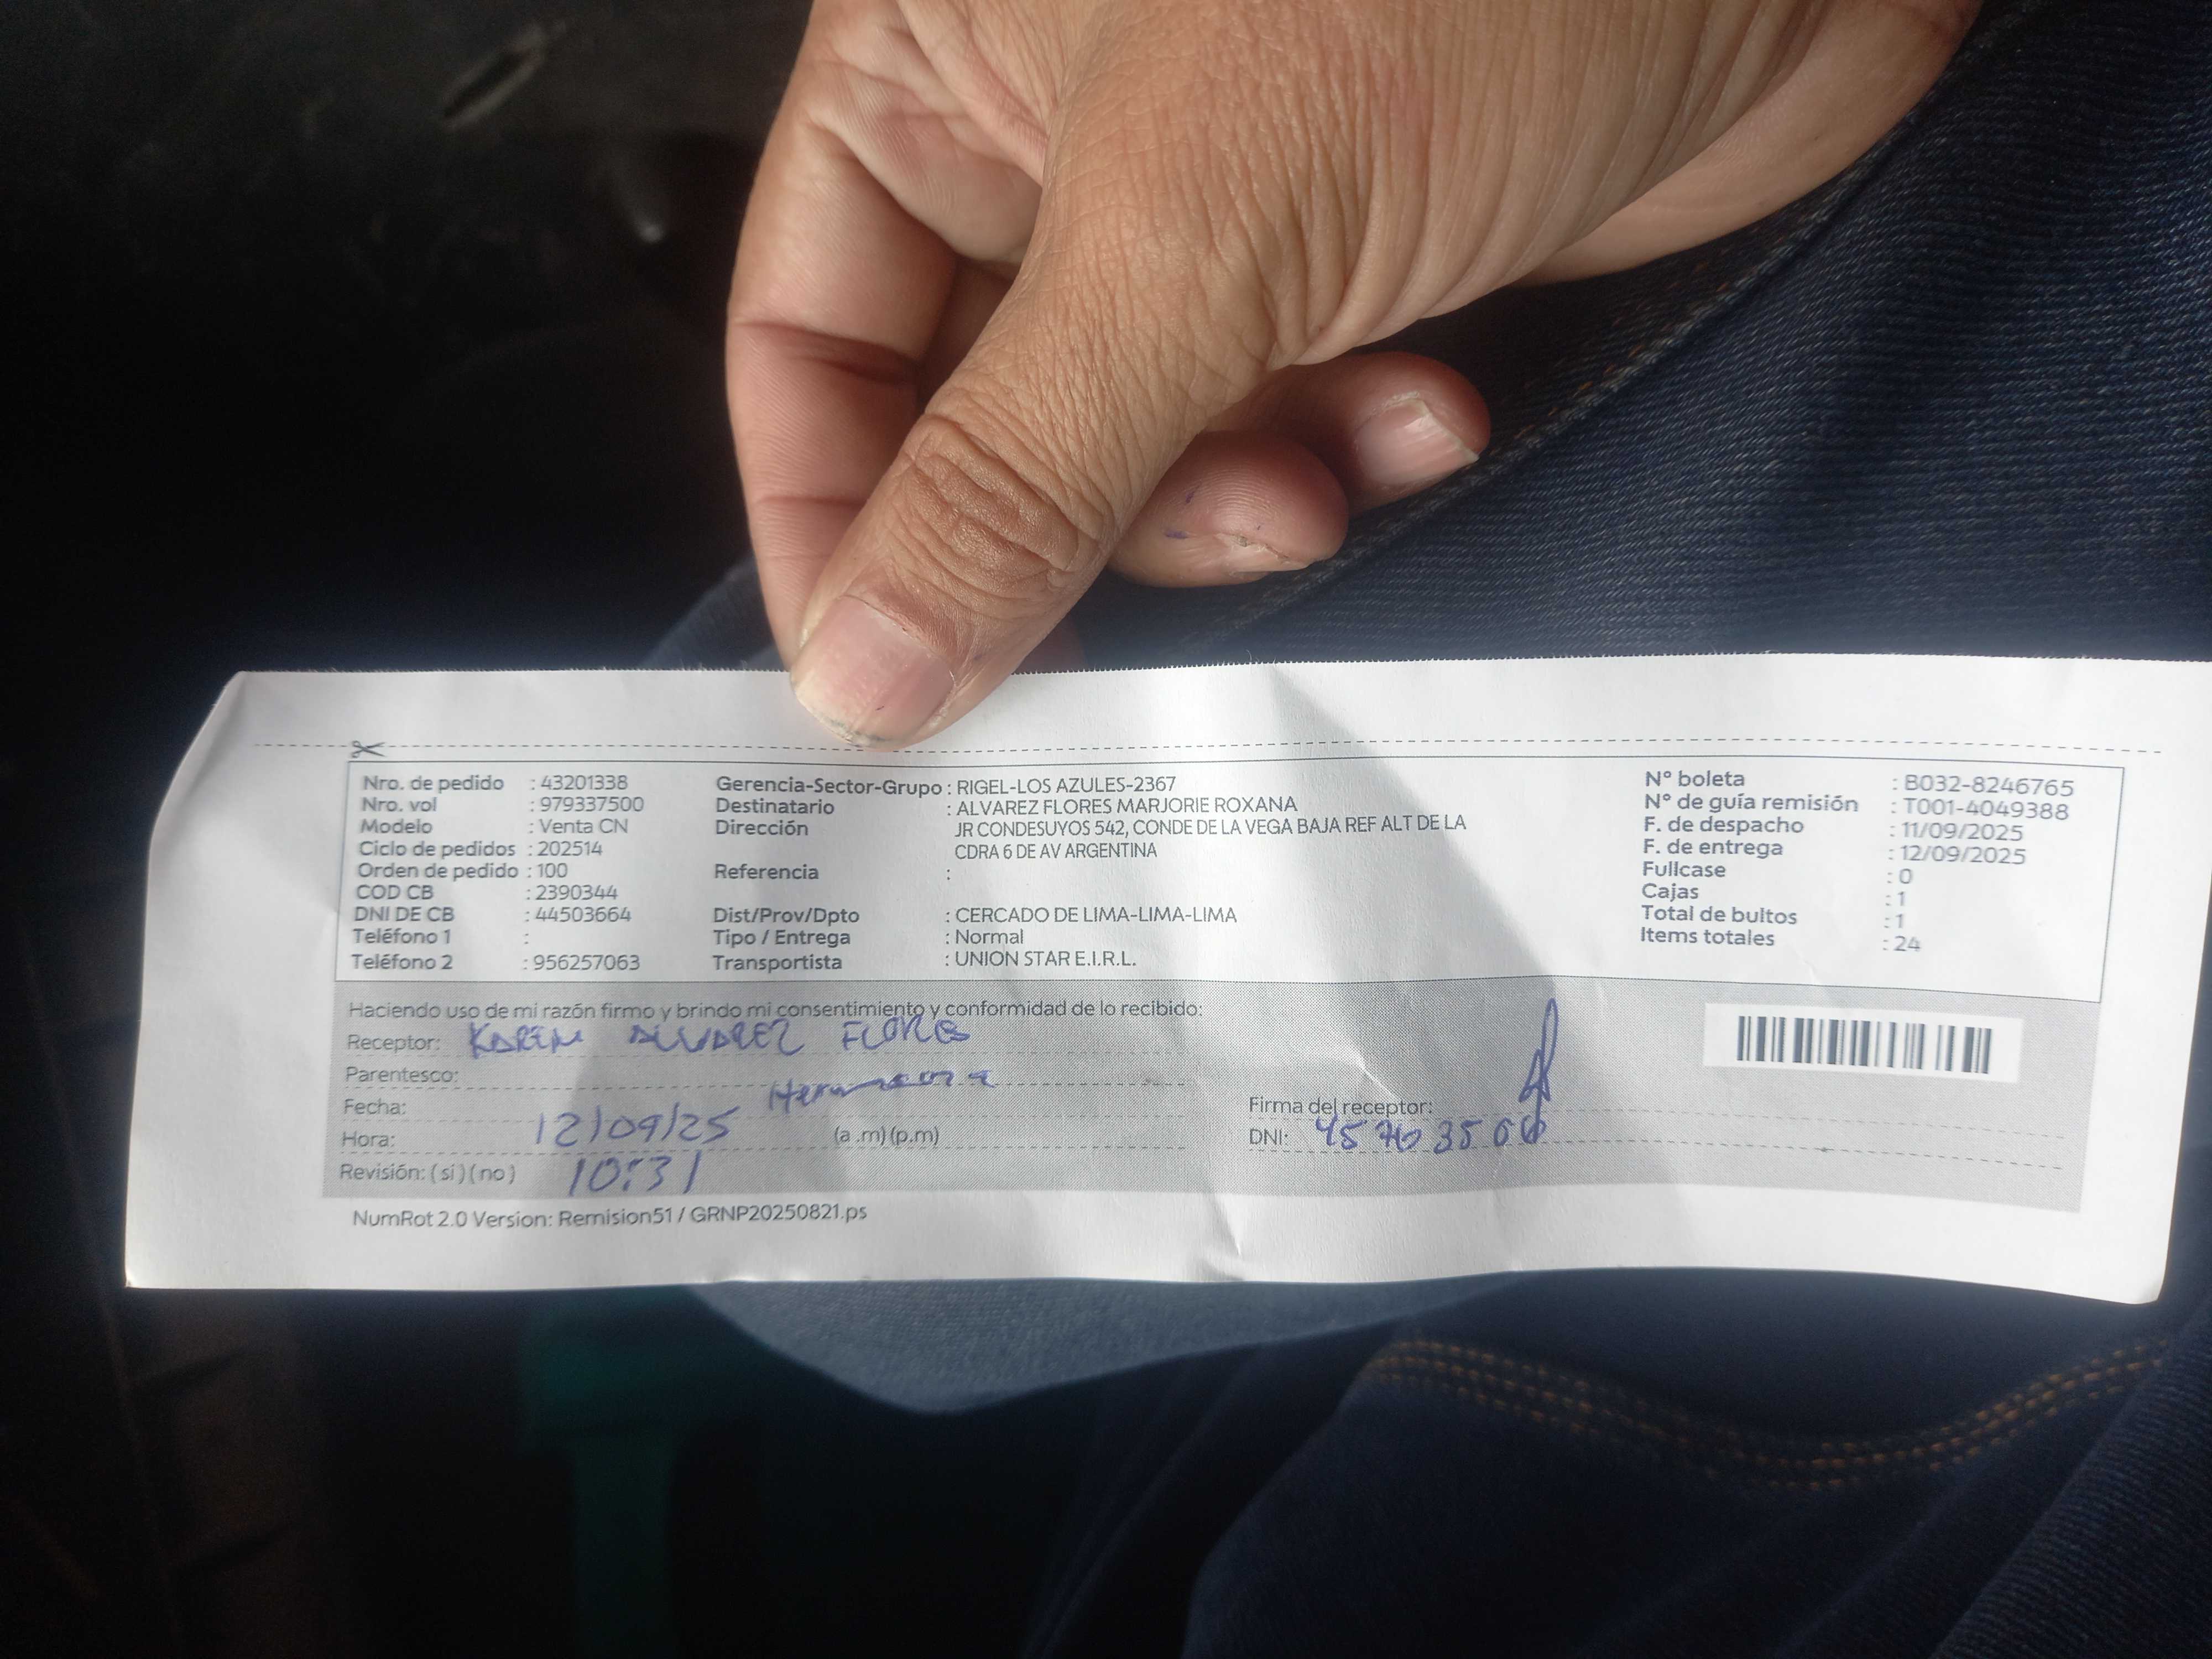 Nro. de pedido : 43201338
Nro. vol : 979337500
Modelo : Venta CN
Ciclo de pedidos : 202514
Orden de pedido : 100
COD CB : 2390344
DNI DE CB : 44503664
Teléfono 1 :
Teléfono 2 : 956257063
Gerencia-Sector-Grupo : RIGEL-LOS AZULES-2367
Destinatario : ALVAREZ FLORES MARJORIE ROXANA
Dirección JR CONDESUYOS 542, CONDE DE LA VEGA BAJA REF ALT DE LA
CDRA 6 DE AV ARGENTINA
Referencia :
Dist/Prov/Dpto : CERCADO DE LIMA-LIMA-LIMA
Tipo / Entrega : Normal
Transportista : UNION STAR E.I.R.L.
N° boleta : B032-8246765
N° de guía remisión : T001-4049388
F. de despacho : 11/09/2025
F. de entrega : 12/09/2025
Fullcase : 0
Cajas : 1
Total de bultos : 1
Items totales : 24
Haciendo uso de mi razón firmo y brindo mi consentimiento y conformidad de lo recibido:
Receptor: KAREN ALVAREZ FLORES
Parentesco: Hermana
Fecha: 12/09/25
Hora: (a .m) (p.m)
Revisión: ( si ) ( no ) 10:31
Firma del receptor:
DNI:
NumRot 2.0 Version: Remision51 / GRNP20250821.ps